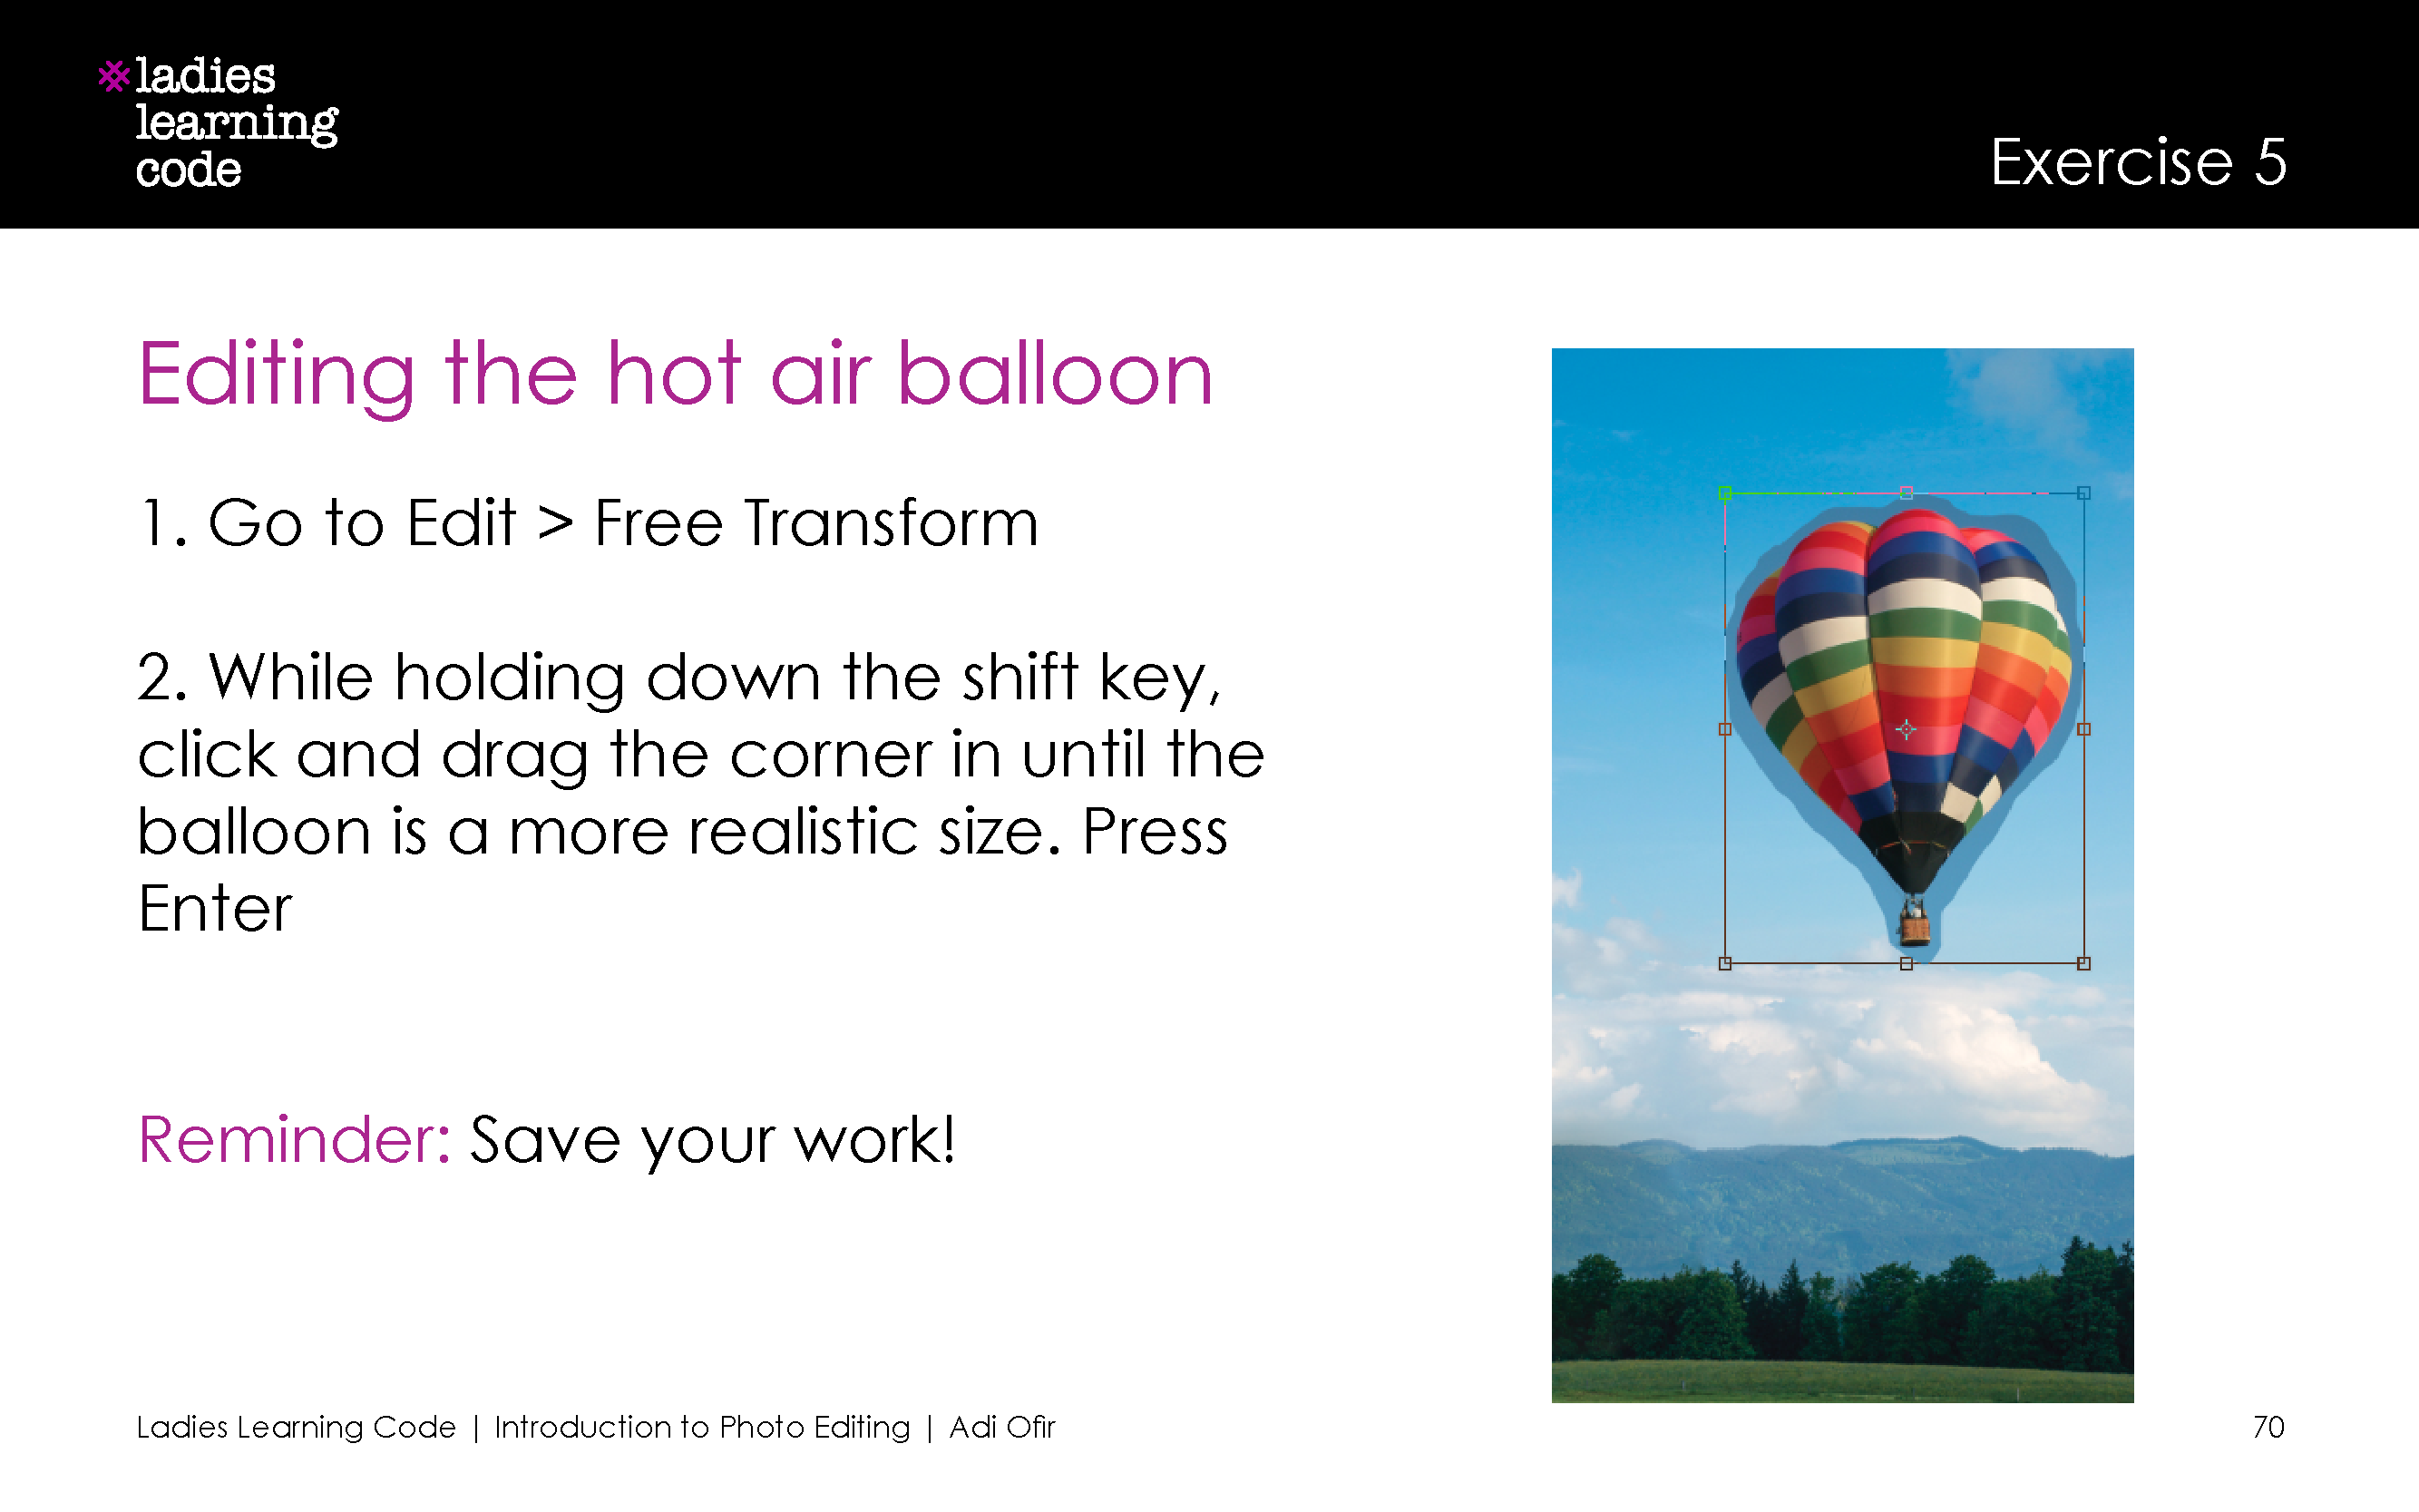 ladies
learning
code
Exercise 5
Editing the hot air balloon
1. Go to Edit > Free Transform
2. While holding down the shift key,
click and drag the corner in until the
balloon is a more realistic size. Press
Enter
Reminder: Save your work!
Ladies Learning Code | Introduction to Photo Editing | Adi Ofir
70